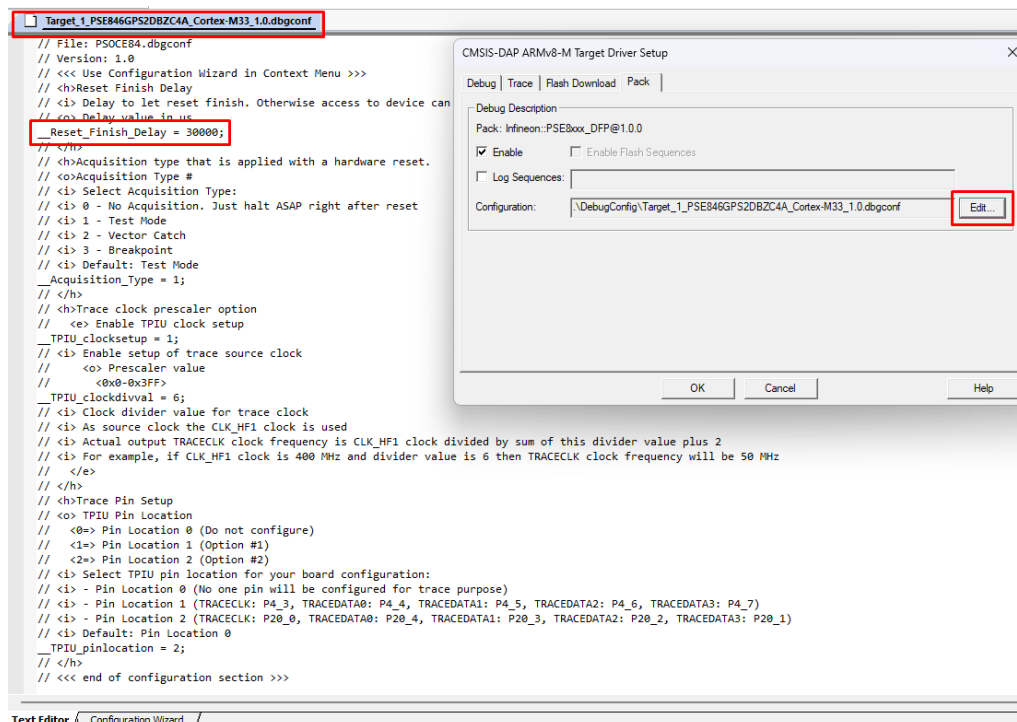 Target_1_PSE846GPS2DBZC4A_Cortex-M33_1.0.dbgconf
// File: PSOCE84.dbgconf
// Version: 1.0
// <<< Use Configuration Wizard in Context Menu >>>
// <h>Reset Finish Delay
// <i> Delay to let reset finish. Otherwise access to device can
// <o> Delay value in us
__Reset_Finish_Delay = 30000;
// </h>
// <h>Acquisition type that is applied with a hardware reset.
// <o>Acquisition Type #
// <i> Select Acquisition Type:
// <i> 0 - No Acquisition. Just halt ASAP right after reset
// <i> 1 - Test Mode
// <i> 2 - Vector Catch
// <i> 3 - Breakpoint
// <i> Default: Test Mode
__Acquisition_Type = 1;
// </h>
// <h>Trace clock prescaler option
//   <e> Enable TPIU clock setup
__TPIU_clocksetup = 1;
// <i> Enable setup of trace source clock
//     <o> Prescaler value
//       <0x0-0x3FF>
__TPIU_clockdivval = 6;
// <i> Clock divider value for trace clock
// <i> As source clock the CLK_HF1 clock is used
// <i> Actual output TRACECLK clock frequency is CLK_HF1 clock divided by sum of this divider value plus 2
// <i> For example, if CLK_HF1 clock is 400 MHz and divider value is 6 then TRACECLK clock frequency will be 50 MHz
//   </e>
// </h>
// <h>Trace Pin Setup
// <o> TPIU Pin Location
//   <0=> Pin Location 0 (Do not configure)
//   <1=> Pin Location 1 (Option #1)
//   <2=> Pin Location 2 (Option #2)
// <i> Select TPIU pin location for your board configuration:
// <i> - Pin Location 0 (No one pin will be configured for trace purpose)
// <i> - Pin Location 1 (TRACECLK: P4_3, TRACEDATA0: P4_4, TRACEDATA1: P4_5, TRACEDATA2: P4_6, TRACEDATA3: P4_7)
// <i> - Pin Location 2 (TRACECLK: P20_0, TRACEDATA0: P20_4, TRACEDATA1: P20_3, TRACEDATA2: P20_2, TRACEDATA3: P20_1)
// <i> Default: Pin Location 0
__TPIU_pinlocation = 2;
// </h>
// <<< end of configuration section >>>
Text Editor Configuration Wizard
CMSIS-DAP ARMv8-M Target Driver Setup
Debug Trace Flash Download Pack
Debug Description
Pack: Infineon::PSE8xxx_DFP@1.0.0
Enable Enable Flash Sequences
Log Sequences:
Configuration: .\DebugConfig\Target_1_PSE846GPS2DBZC4A_Cortex-M33_1.0.dbgconf Edit...
OK Cancel Help